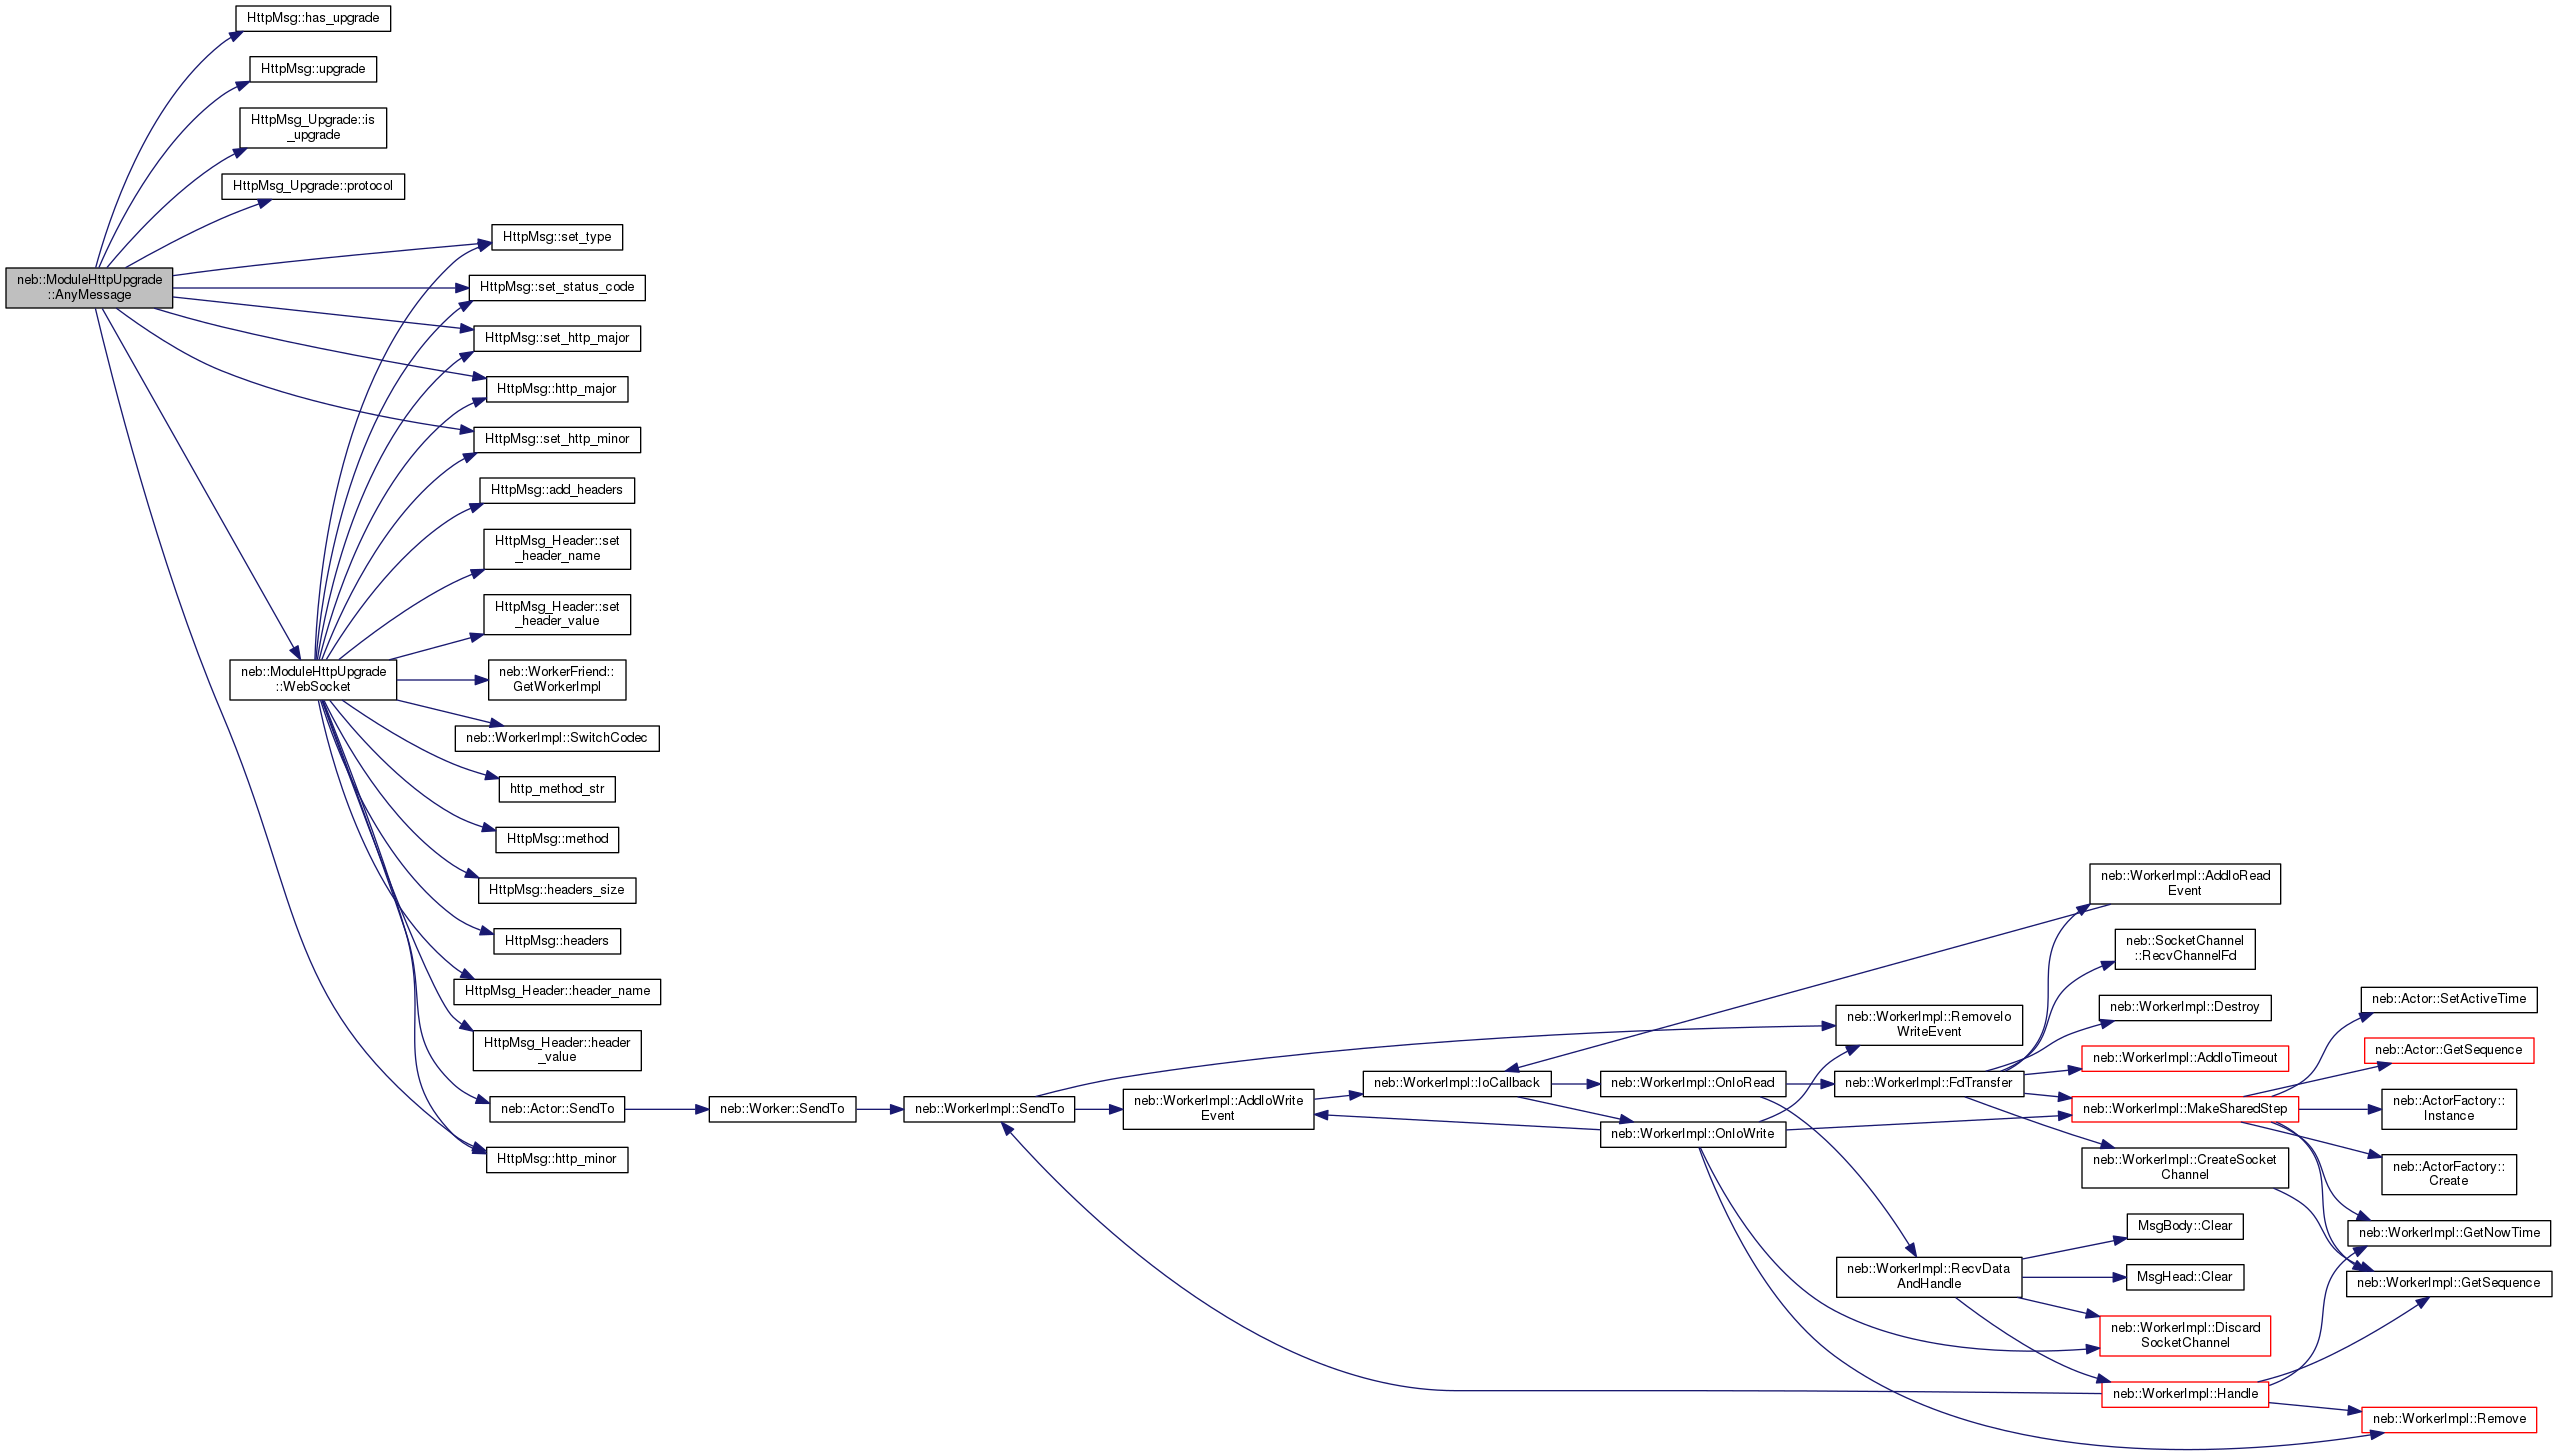 HttpMsg::has_upgrade
HttpMsg::upgrade
HttpMsg_Upgrade::is
_upgrade
HttpMsg_Upgrade::protocol
neb::ModuleHttpUpgrade
::AnyMessage
neb::ModuleHttpUpgrade
::WebSocket
HttpMsg::set_type
HttpMsg::set_status_code
HttpMsg::set_http_major
HttpMsg::http_major
HttpMsg::set_http_minor
HttpMsg::add_headers
HttpMsg_Header::set
_header_name
HttpMsg_Header::set
_header_value
neb::WorkerFriend::
GetWorkerImpl
neb::WorkerImpl::SwitchCodec
http_method_str
HttpMsg::method
HttpMsg::headers_size
HttpMsg::headers
HttpMsg_Header::header_name
HttpMsg_Header::header
_value
neb::Actor::SendTo
HttpMsg::http_minor
neb::Worker::SendTo
neb::WorkerImpl::SendTo
neb::WorkerImpl::AddIoWrite
Event
neb::WorkerImpl::IoCallback
neb::WorkerImpl::OnIoRead
neb::WorkerImpl::OnIoWrite
neb::WorkerImpl::RemoveIo
WriteEvent
neb::WorkerImpl::FdTransfer
neb::WorkerImpl::RecvData
AndHandle
neb::WorkerImpl::AddIoRead
Event
neb::SocketChannel
::RecvChannelFd
neb::WorkerImpl::Destroy
neb::WorkerImpl::AddIoTimeout
neb::WorkerImpl::MakeSharedStep
neb::WorkerImpl::CreateSocket
Channel
MsgBody::Clear
MsgHead::Clear
neb::WorkerImpl::Discard
SocketChannel
neb::WorkerImpl::Handle
neb::Actor::SetActiveTime
neb::Actor::GetSequence
neb::ActorFactory::
Instance
neb::ActorFactory::
Create
neb::WorkerImpl::GetNowTime
neb::WorkerImpl::GetSequence
neb::WorkerImpl::Remove